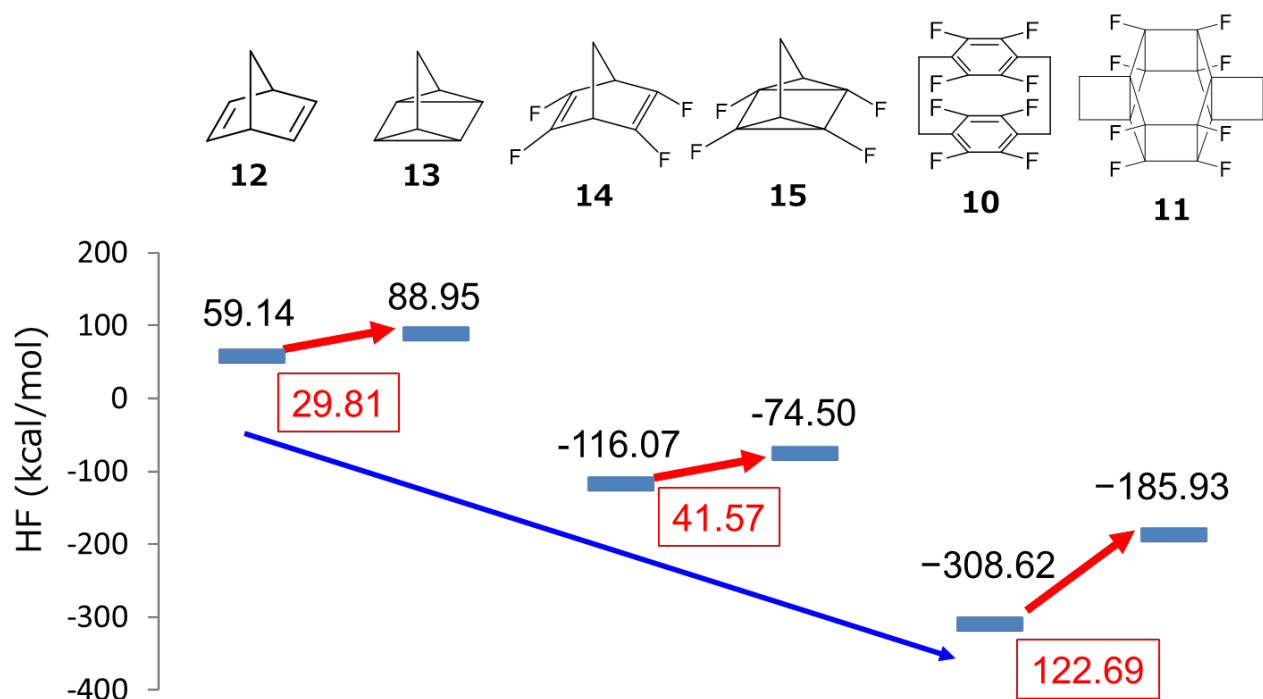 F F
F F
F F
F F
F F
F F
F F
F F
F F
F F
F F
F F
12
13
14
15
10
11
200
100
0
-100
-200
-300
-400
HF (kcal/mol)
59.14
88.95
29.81
-116.07
-74.50
41.57
−308.62
−185.93
122.69